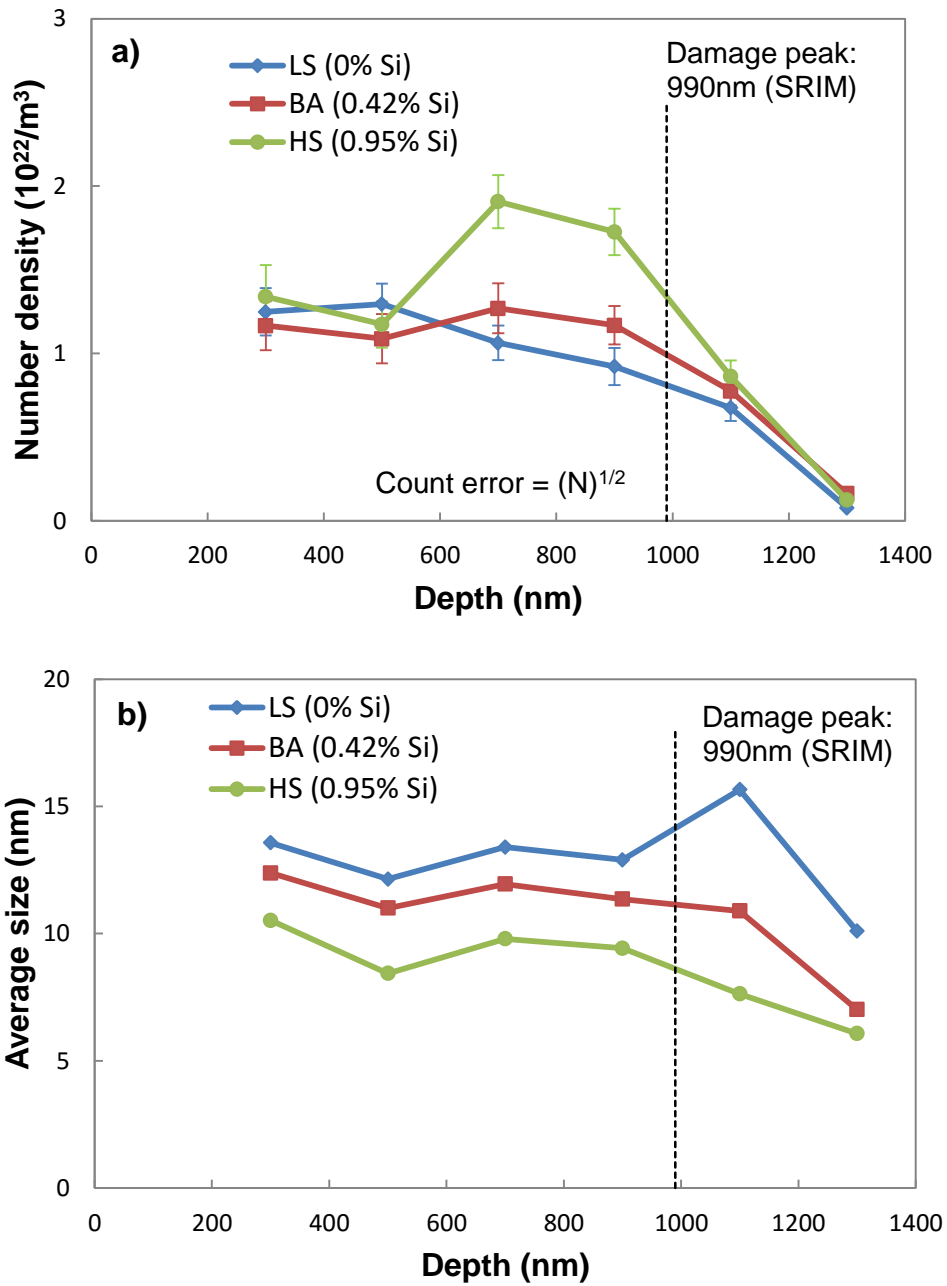 a)
LS (0% Si)
BA (0.42% Si)
HS (0.95% Si)
Damage peak:
990nm (SRIM)
Count error = (N)^1/2
Number density (10^22/m^3)
3
2
1
0
0 200 400 600 800 1000 1200 1400
Depth (nm)
b)
LS (0% Si)
BA (0.42% Si)
HS (0.95% Si)
Damage peak:
990nm (SRIM)
Average size (nm)
20
15
10
5
0
0 200 400 600 800 1000 1200 1400
Depth (nm)